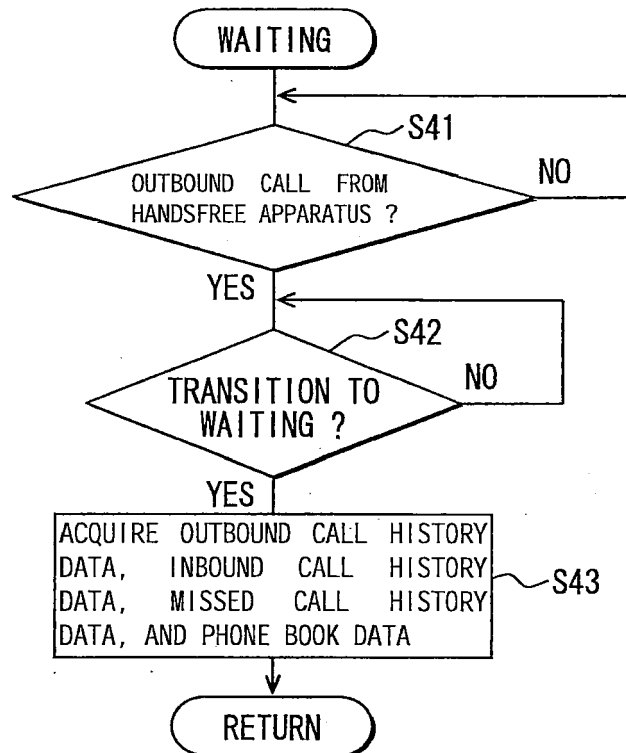 WAITING
S41
OUTBOUND CALL FROM
HANDSFREE APPARATUS ?
NO
YES
S42
TRANSITION TO
WAITING ?
NO
YES
ACQUIRE OUTBOUND CALL HISTORY
DATA, INBOUND CALL HISTORY
DATA, MISSED CALL HISTORY
DATA, AND PHONE BOOK DATA
S43
RETURN